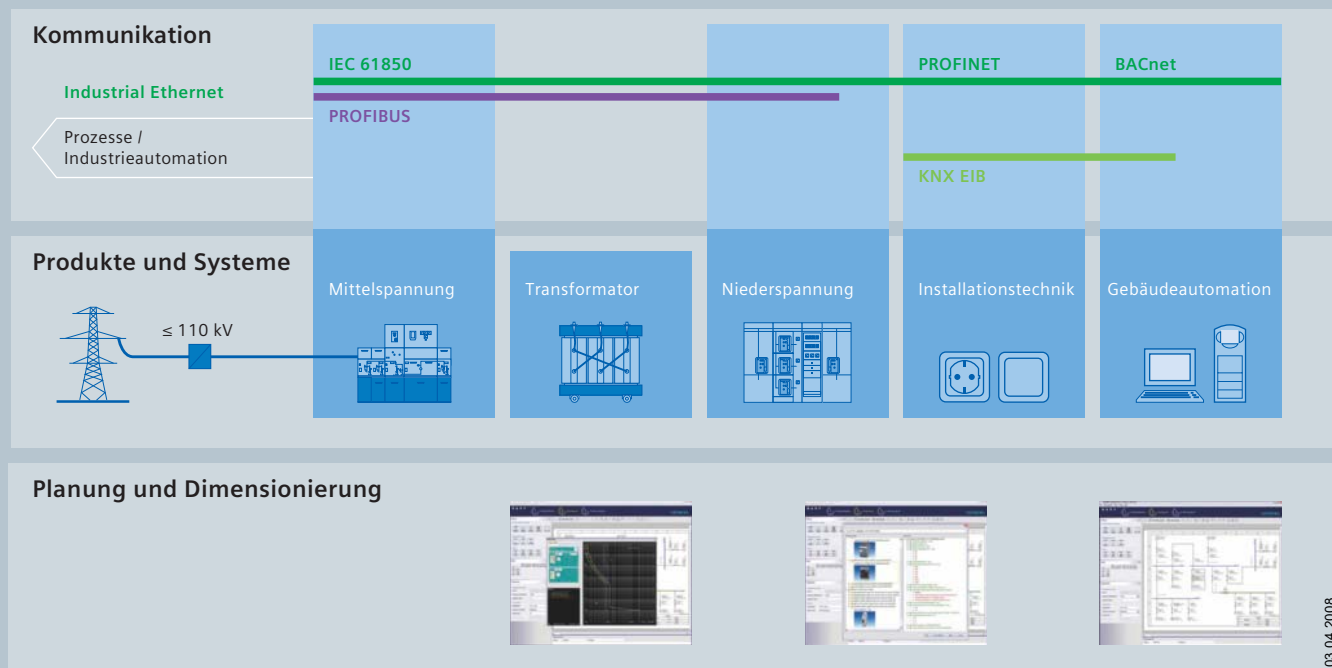 Kommunikation
Industrial Ethernet
Prozesse /
Industrieautomation
IEC 61850
PROFIBUS
PROFINET
BACnet
KNX EIB
Produkte und Systeme
≤ 110 kV
Mittelspannung
Transformator
Niederspannung
Installationstechnik
Gebäudeautomation
Planung und Dimensionierung
03.04.2008